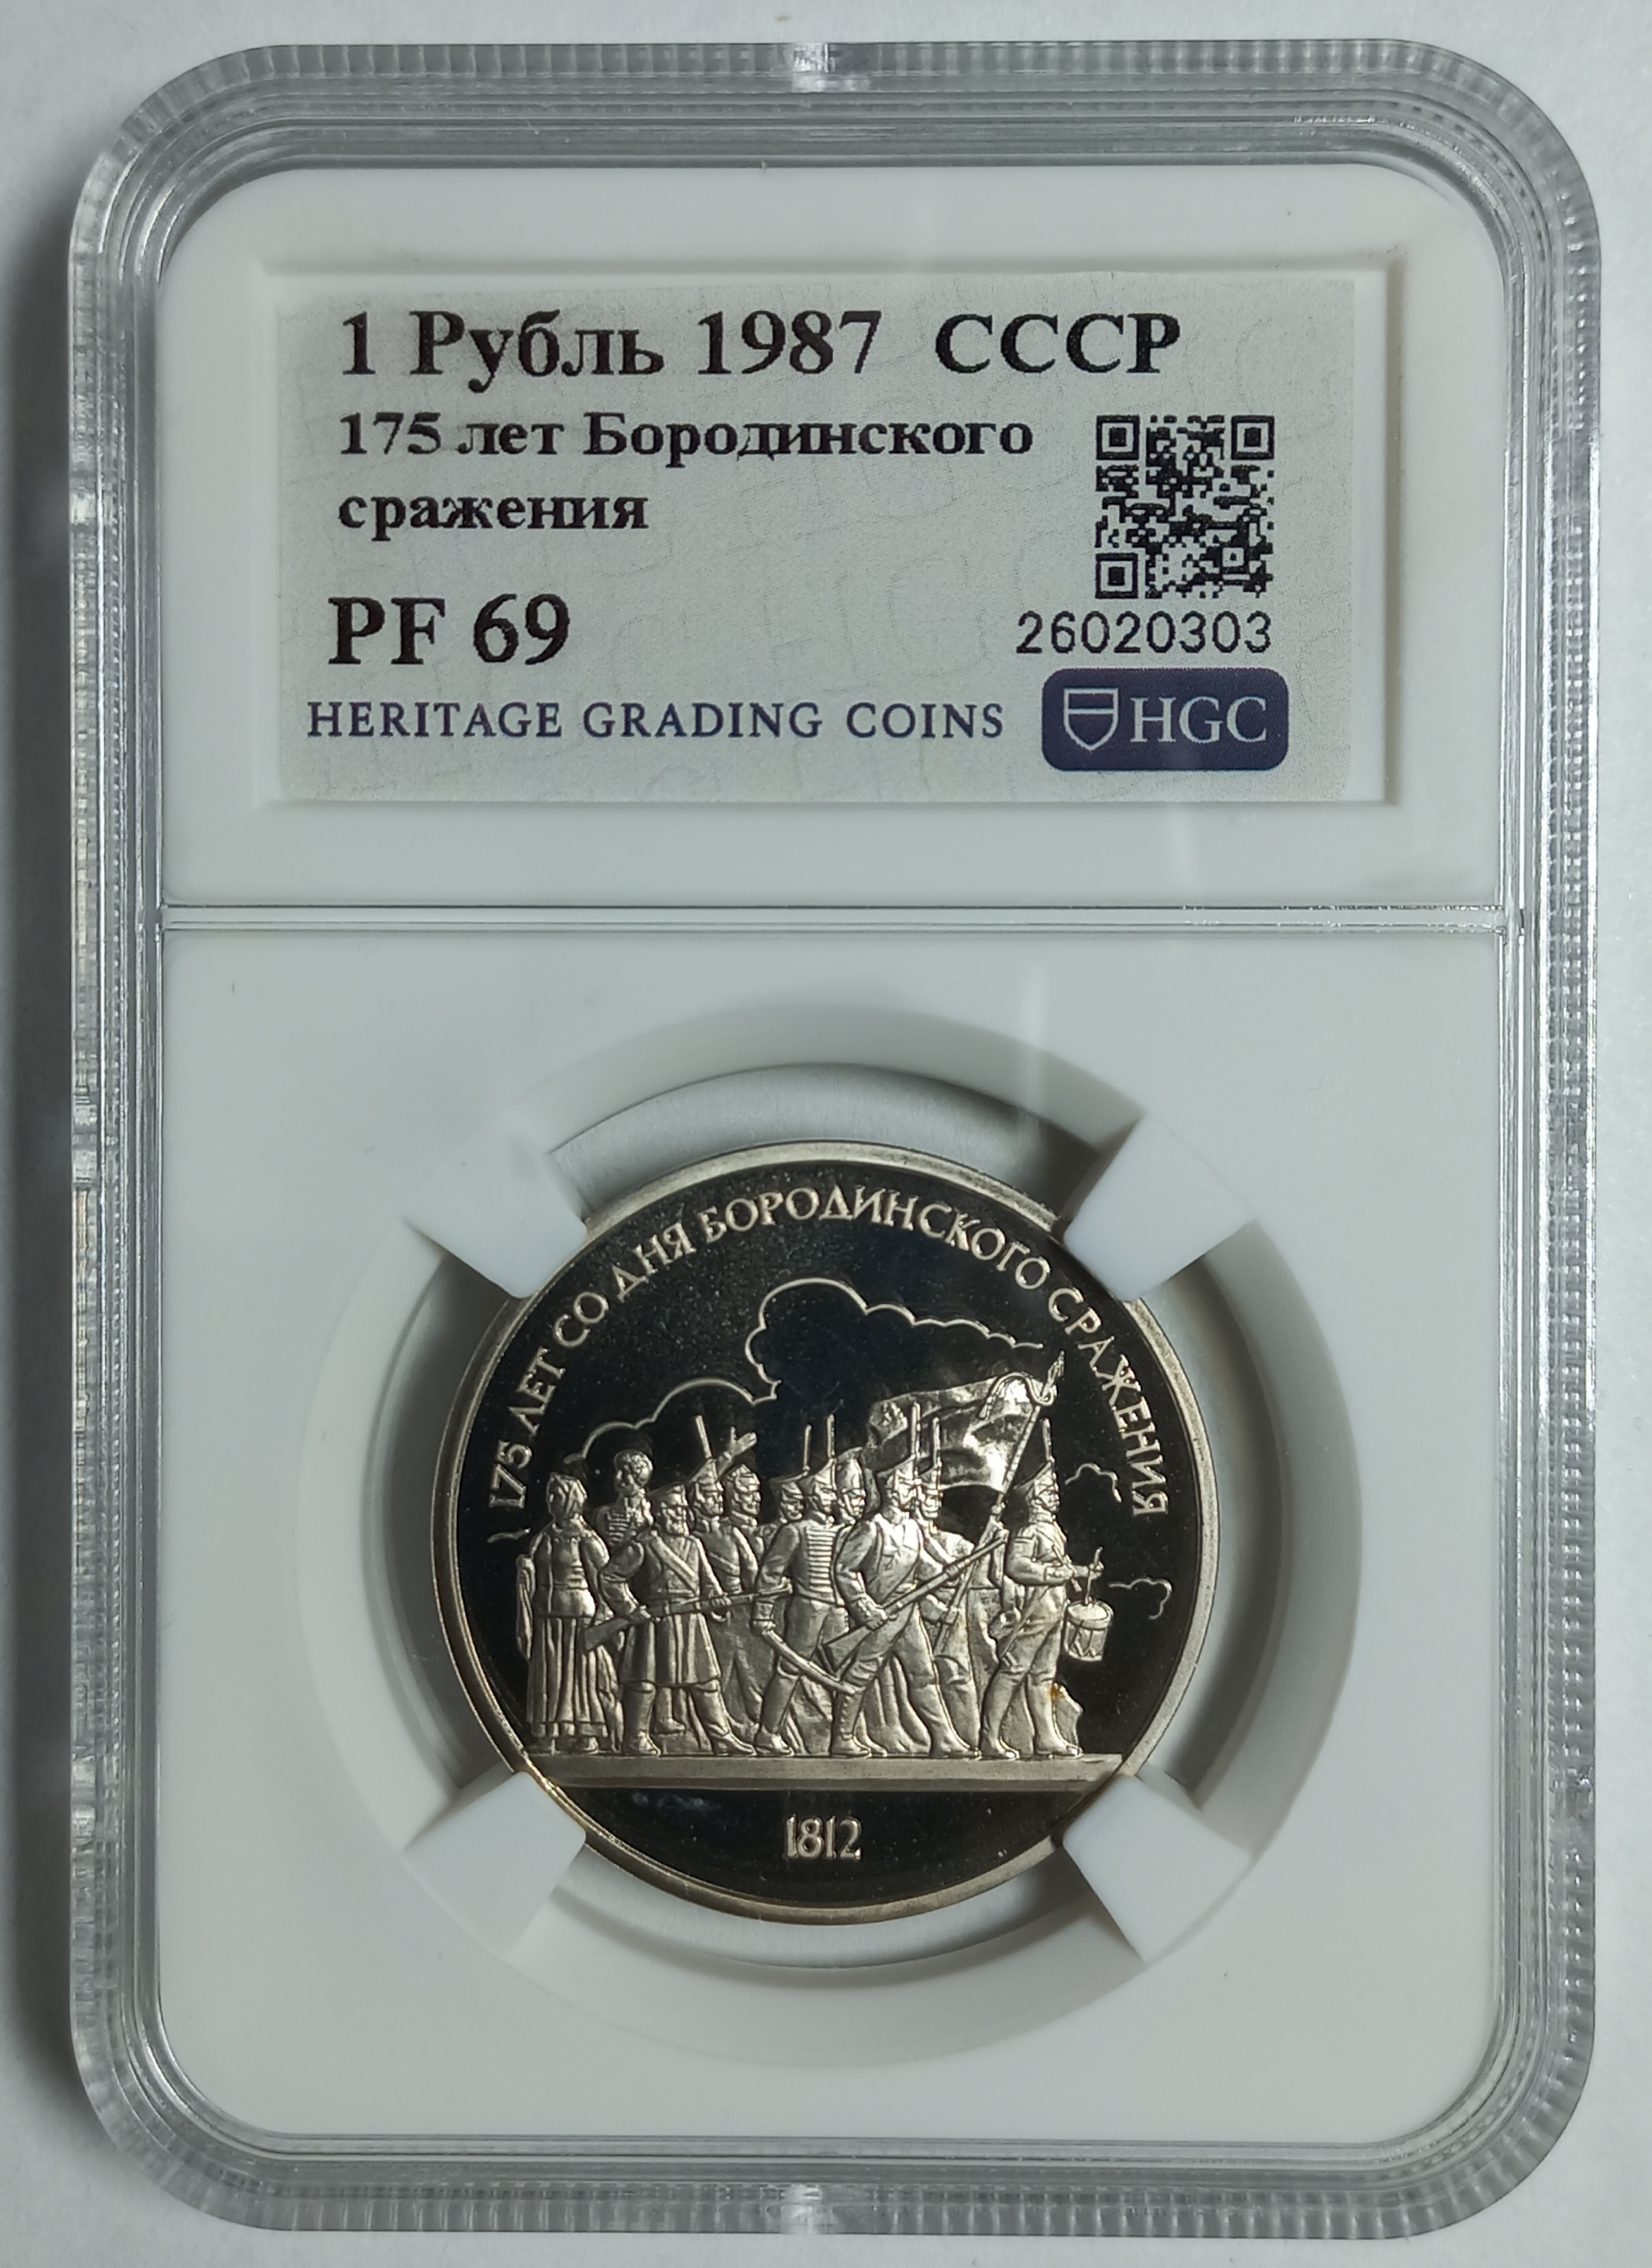 1 Рубль 1987 СССР
175 лет Бородинского
сражения
PF 69
26020303
HERITAGE GRADING COINS
HGC
175 ЛЕТ СО ДНЯ БОРОДИНСКОГО СРАЖЕНИЯ
1812